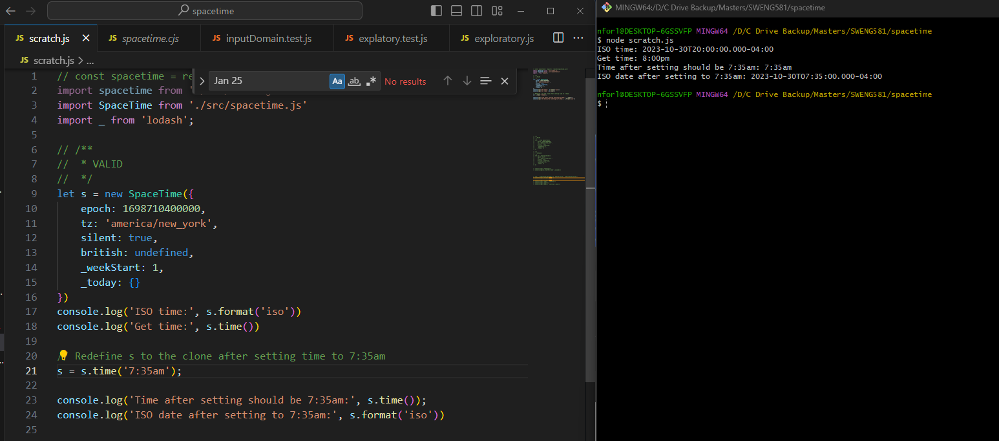 spacetime
JS scratch.js
JS spacetime.cjs
JS inputDomain.test.js
JS explatory.test.js
JS exploratory.js
JS scratch.js > ...
Jan 25
Aa
ab
.*
No results
1 // const spacetime = re
2 import spacetime from '
3 import SpaceTime from './src/spacetime.js'
4 import _ from 'lodash';
5
6 // /**
7 //  * VALID
8 //  */
9 let s = new SpaceTime({
10     epoch: 1698710400000,
11     tz: 'america/new_york',
12     silent: true,
13     british: undefined,
14     _weekStart: 1,
15     _today: {}
16 })
17 console.log('ISO time:', s.format('iso'))
18 console.log('Get time:', s.time())
19
20 / Redefine s to the clone after setting time to 7:35am
21 s = s.time('7:35am');
22
23 console.log('Time after setting should be 7:35am:', s.time());
24 console.log('ISO date after setting to 7:35am:', s.format('iso'))
25
MINGW64:/D/C Drive Backup/Masters/SWENG581/spacetime
nforl@DESKTOP-6GSSVFP MINGW64 /D/C Drive Backup/Masters/SWENG581/spacetime
$ node scratch.js
ISO time: 2023-10-30T20:00:00.000-04:00
Get time: 8:00pm
Time after setting should be 7:35am: 7:35am
ISO date after setting to 7:35am: 2023-10-30T07:35:00.000-04:00
nforl@DESKTOP-6GSSVFP MINGW64 /D/C Drive Backup/Masters/SWENG581/spacetime
$